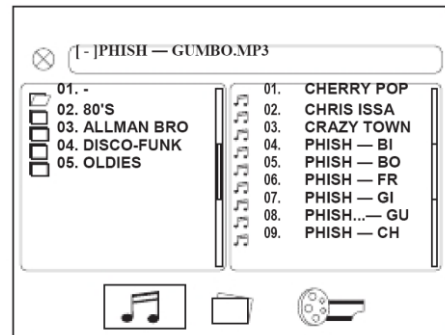 [ - ]PHISH — GUMBO.MP3
01. -
02. 80'S
03. ALLMAN BRO
04. DISCO-FUNK
05. OLDIES
01. CHERRY POP
02. CHRIS ISSA
03. CRAZY TOWN
04. PHISH — BI
05. PHISH — BO
06. PHISH — FR
07. PHISH — GI
08. PHISH...— GU
09. PHISH — CH